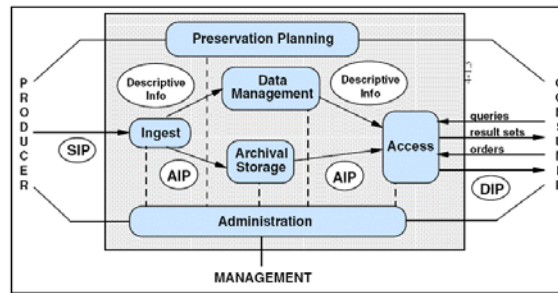 Preservation Planning
PRODUCER
Descriptive
Info
Data
Management
Descriptive
Info
queries
result sets
orders
Ingest
SIP
Access
Archival
Storage
AIP
AIP
DIP
Administration
MANAGEMENT